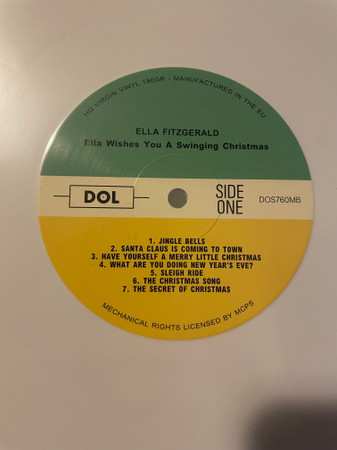 HQ VIRGIN VINYL 180GR - MANUFACTURED IN THE EU
ELLA FITZGERALD
Ella Wishes You A Swinging Christmas
DOL
SIDE
ONE
DOS760MB
1. JINGLE BELLS
2. SANTA CLAUS IS COMING TO TOWN
3. HAVE YOURSELF A MERRY LITTLE CHRISTMAS
4. WHAT ARE YOU DOING NEW YEAR'S EVE?
5. SLEIGH RIDE
6. THE CHRISTMAS SONG
7. THE SECRET OF CHRISTMAS
MECHANICAL RIGHTS LICENSED BY MCPS